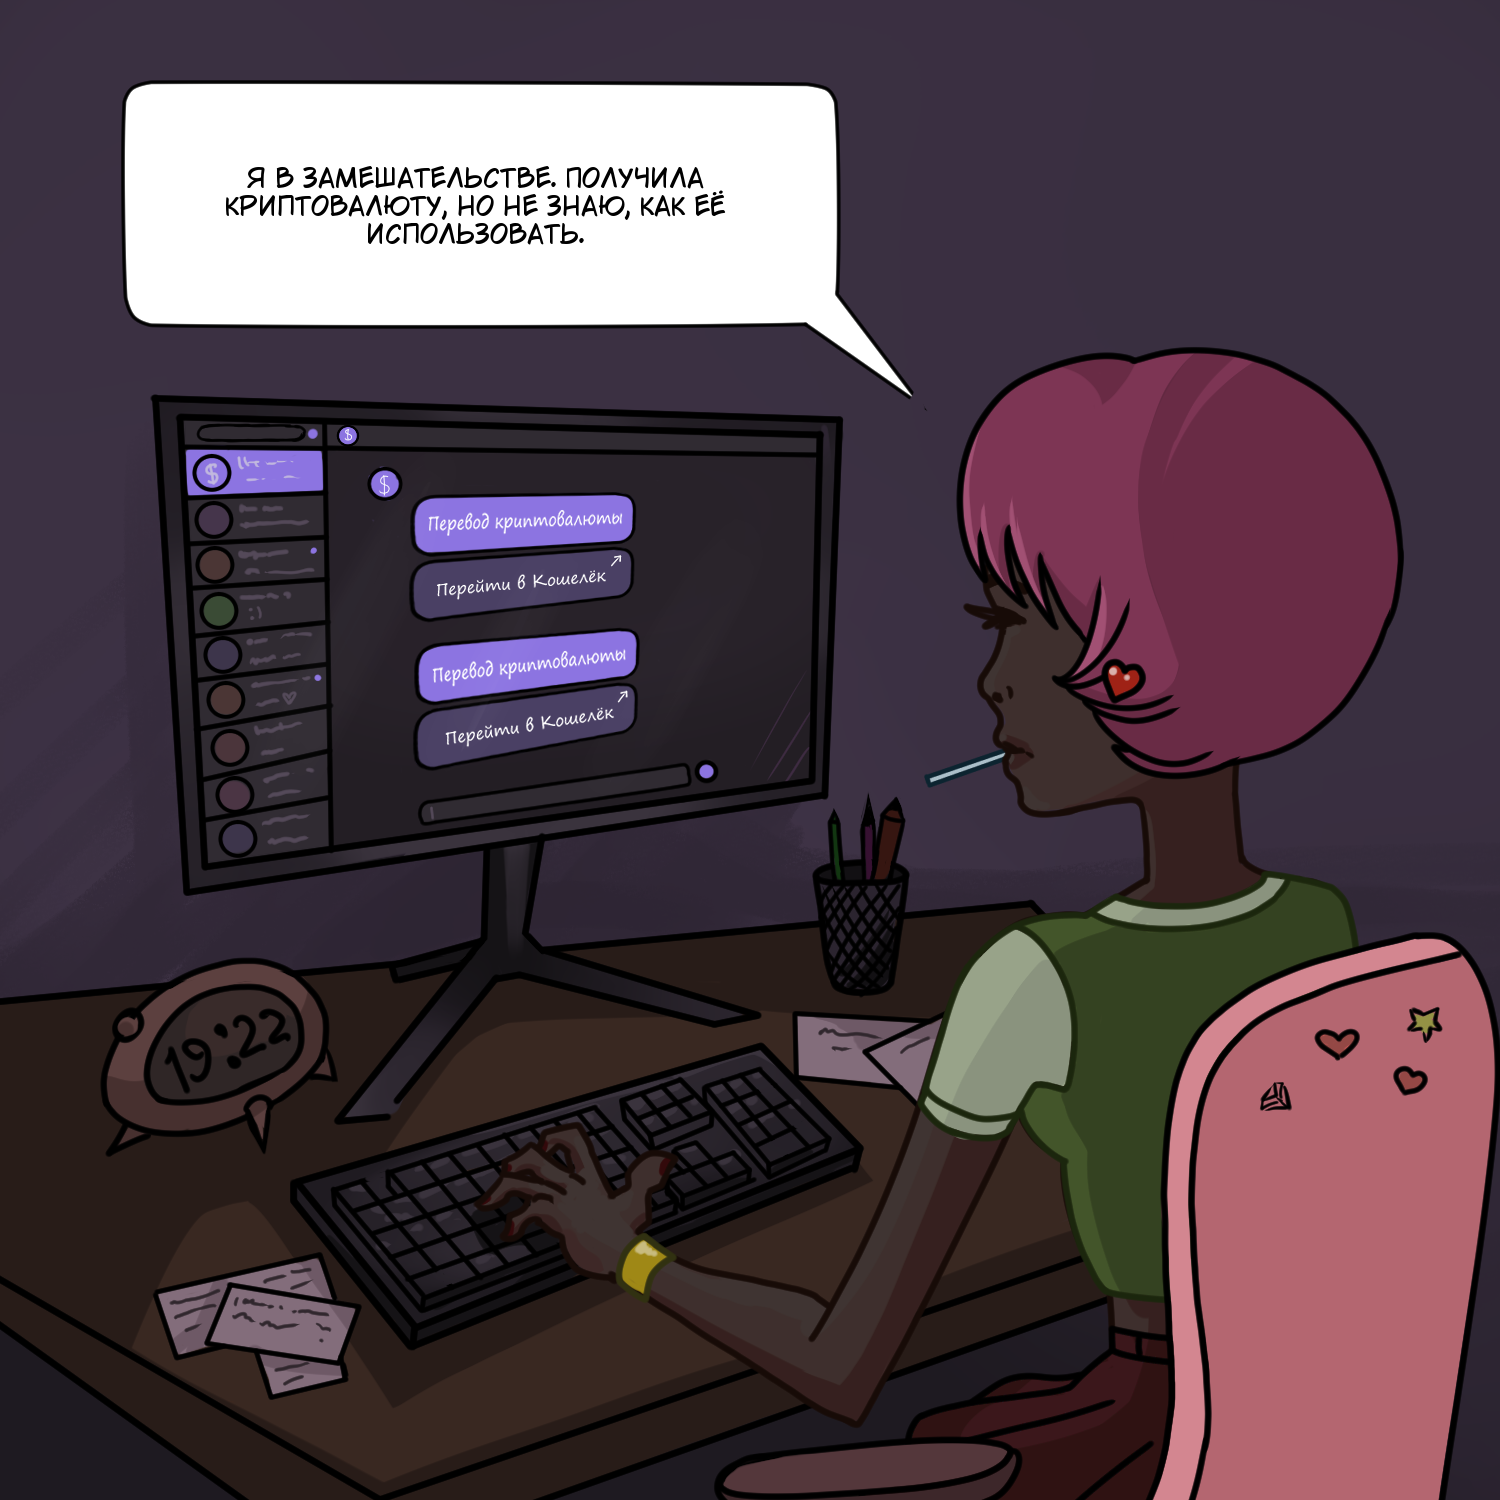 Я В ЗАМЕШАТЕЛЬСТВЕ. ПОЛУЧИЛА
КРИПТОВАЛЮТУ, НО НЕ ЗНАЮ, КАК ЕЁ
ИСПОЛЬЗОВАТЬ.
$
$
$
Перевод криптовалюты
Перейти в Кошелёк
:)
Перевод криптовалюты
Перейти в Кошелёк
19:22